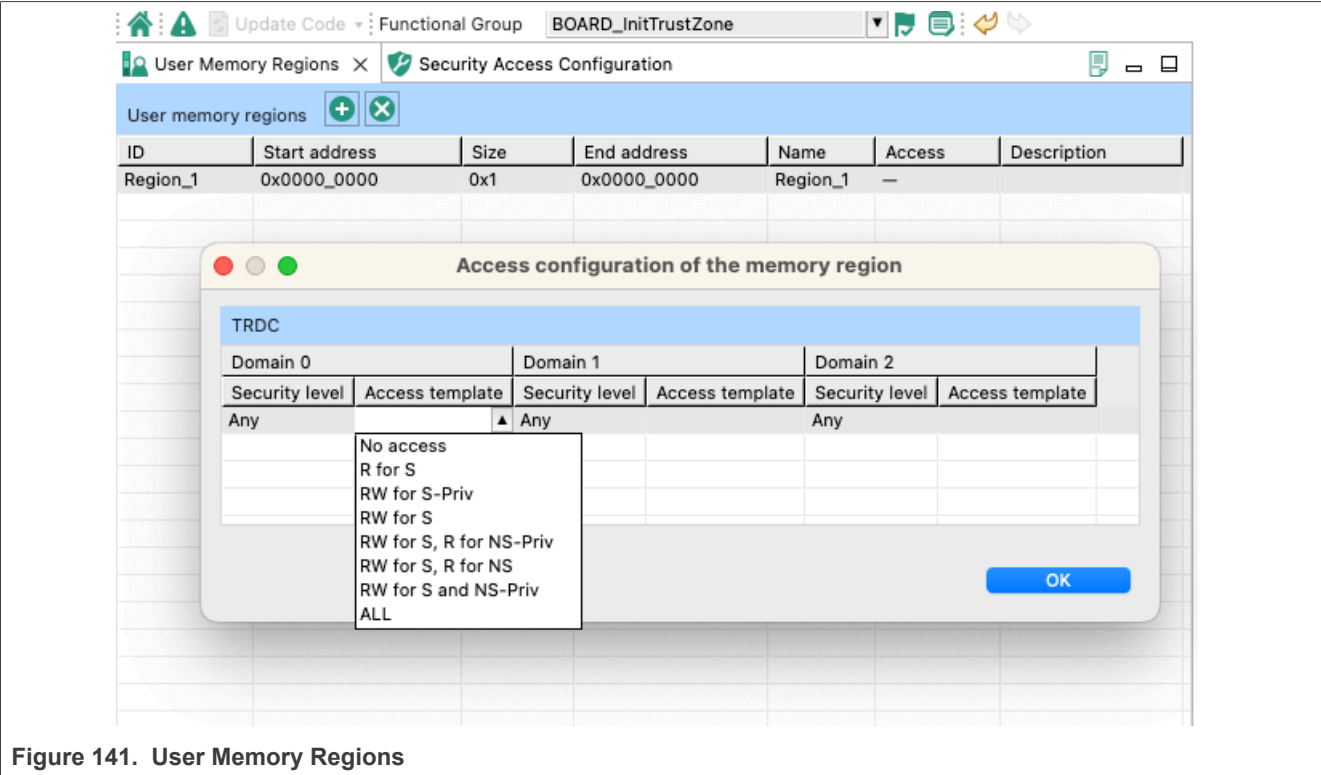 Update Code Functional Group BOARD_InitTrustZone
User Memory Regions Security Access Configuration
User memory regions
ID Start address Size End address Name Access Description
Region_1 0x0000_0000 0x1 0x0000_0000 Region_1 —
Access configuration of the memory region
TRDC
Domain 0 Domain 1 Domain 2
Security level Access template Security level Access template Security level Access template
Any Any Any
No access
R for S
RW for S-Priv
RW for S
RW for S, R for NS-Priv
RW for S, R for NS
RW for S and NS-Priv
ALL
OK
Figure 141. User Memory Regions